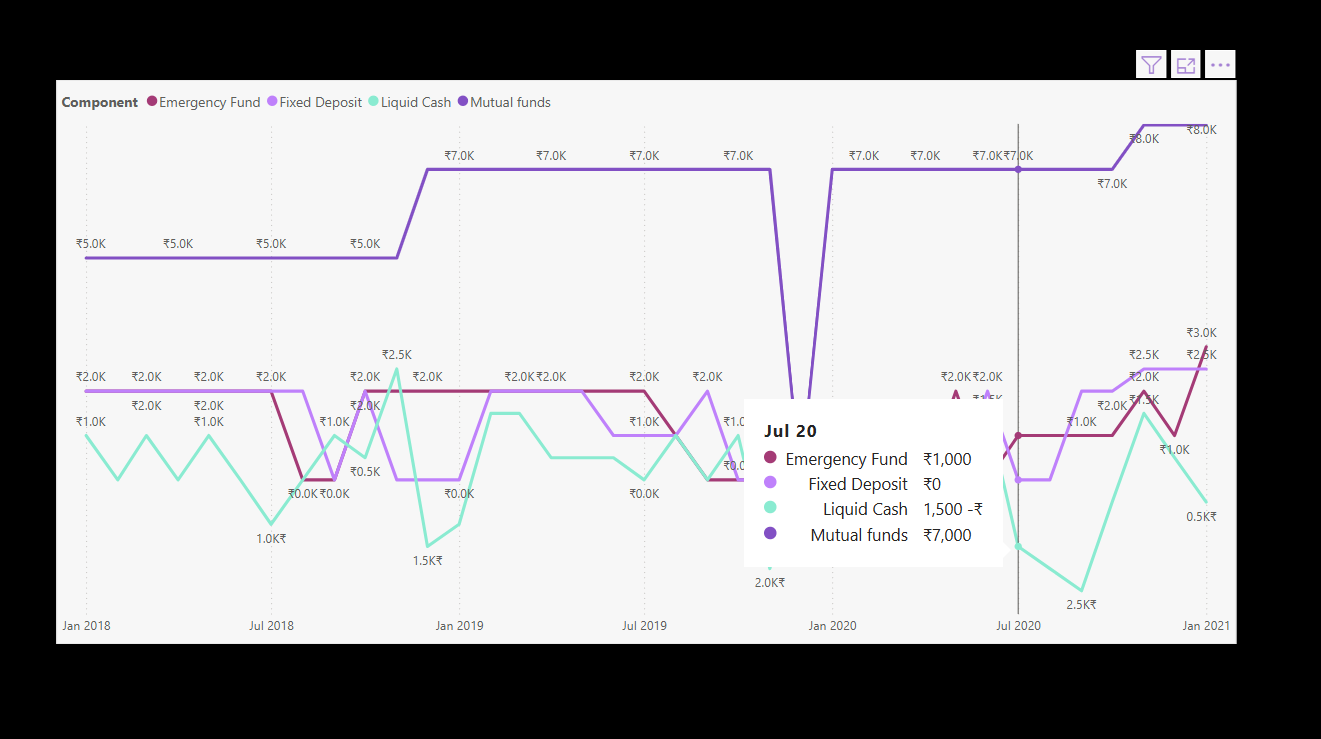 Component Emergency Fund Fixed Deposit Liquid Cash Mutual funds
₹8.0K
₹8.0K
₹7.0K ₹7.0K ₹7.0K ₹7.0K ₹7.0K ₹7.0K ₹7.0K ₹7.0K
₹7.0K
₹5.0K ₹5.0K ₹5.0K ₹5.0K
₹3.0K
₹2.5K ₹2.5K ₹2.5K
₹2.0K ₹2.0K ₹2.0K ₹2.0K ₹2.0K ₹2.0K ₹2.0K ₹2.0K ₹2.0K ₹2.0K ₹2.0K ₹2.0K ₹2.0K
₹1.5K
₹2.0K ₹2.0K ₹2.0K ₹2.0K
₹1.0K ₹1.0K ₹1.0K ₹1.0K ₹1.0K
Jul 20
₹1.0K
Emergency Fund ₹1,000
₹0.5K
Fixed Deposit ₹0
₹0.0K ₹0.0K ₹0.0K ₹0.0K
Liquid Cash 1,500 -₹
0.5K₹
Mutual funds ₹7,000
1.0K₹
1.5K₹
2.0K₹
2.5K₹
Jan 2018 Jul 2018 Jan 2019 Jul 2019 Jan 2020 Jul 2020 Jan 2021